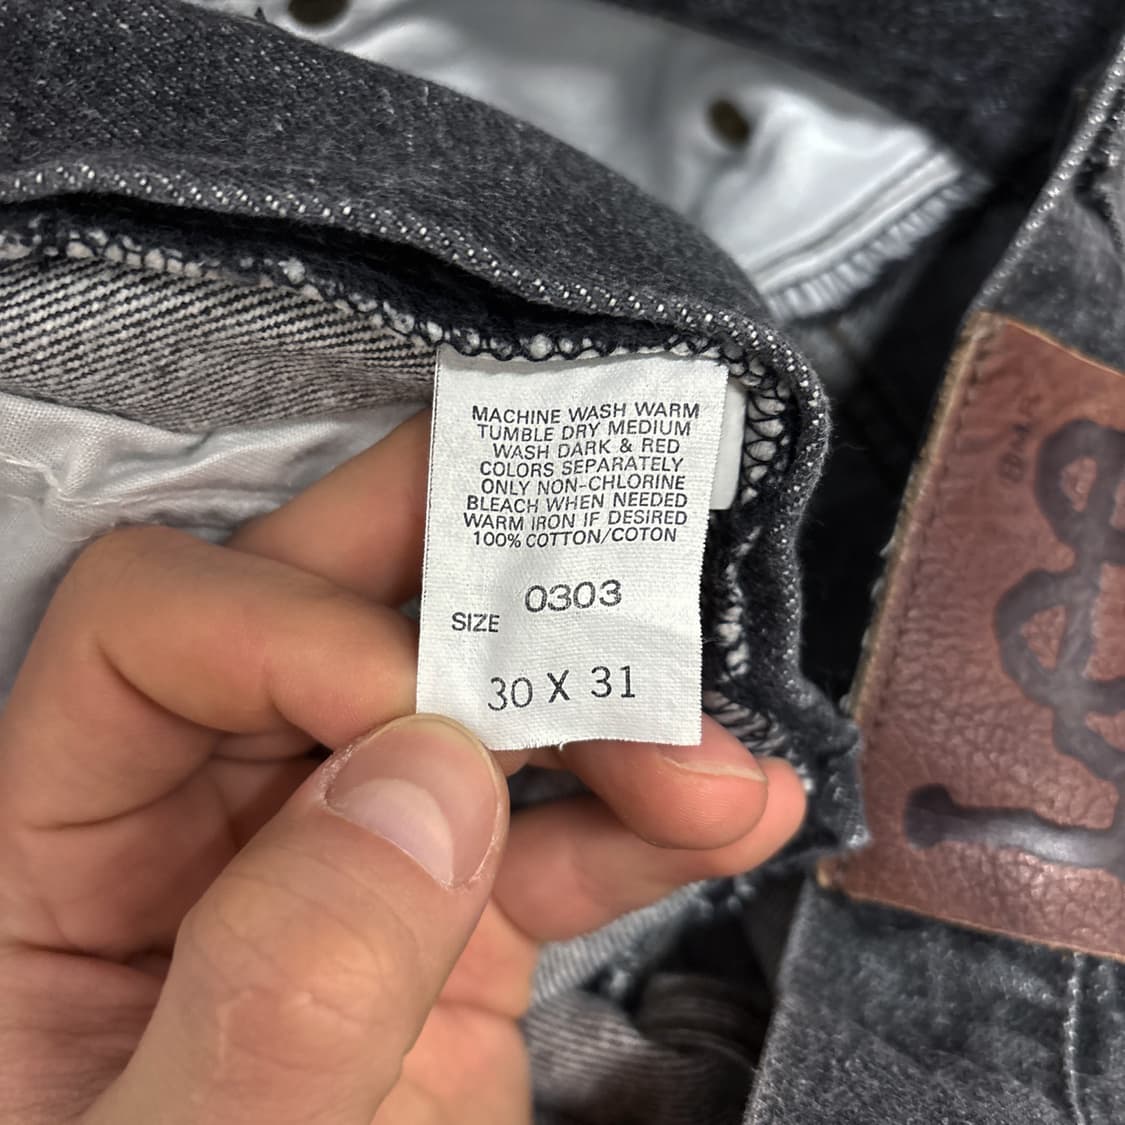 MACHINE WASH WARM
TUMBLE DRY MEDIUM
WASH DARK & RED
COLORS SEPARATELY
ONLY NON-CHLORINE
BLEACH WHEN NEEDED
WARM IRON IF DESIRED
100% COTTON/COTON
0303
SIZE
30 X 31
Lee
M.R.®